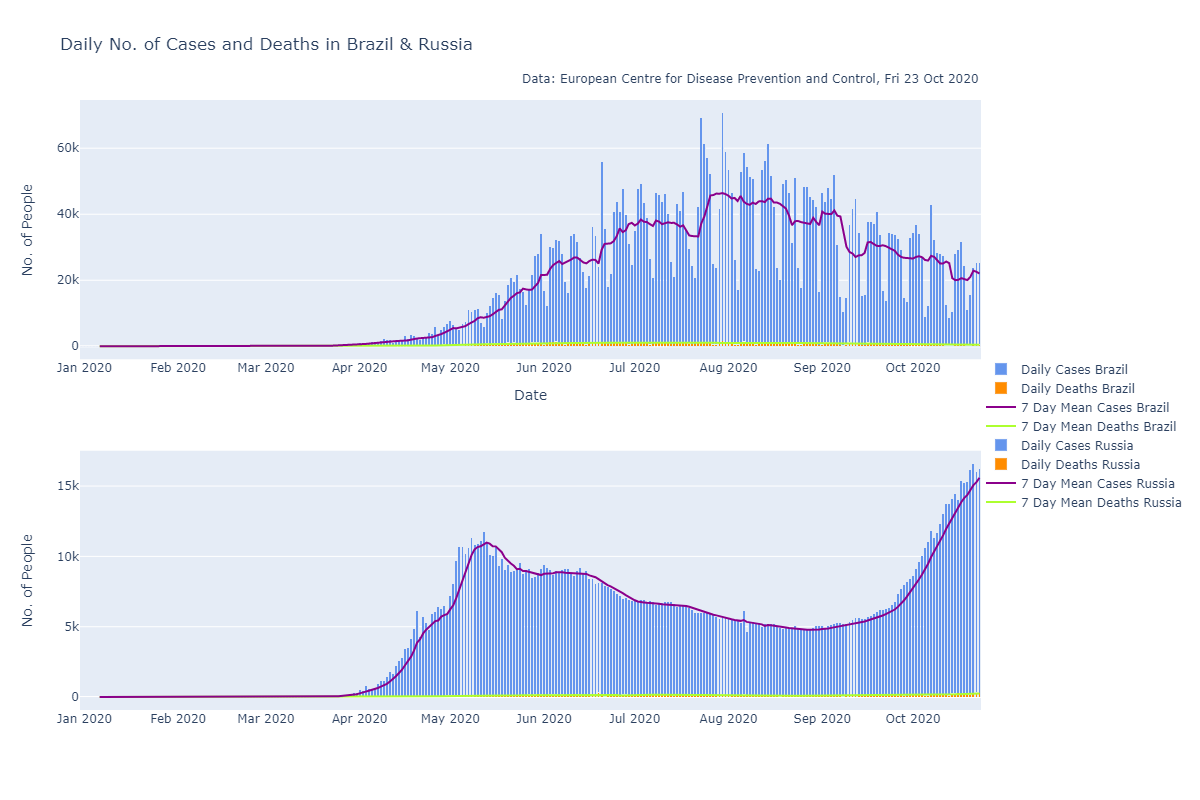 Daily No. of Cases and Deaths in Brazil & Russia
Data: European Centre for Disease Prevention and Control, Fri 23 Oct 2020
No. of People
60k
40k
20k
0
Jan 2020 Feb 2020 Mar 2020 Apr 2020 May 2020 Jun 2020 Jul 2020 Aug 2020 Sep 2020 Oct 2020
Date
Daily Cases Brazil
Daily Deaths Brazil
7 Day Mean Cases Brazil
7 Day Mean Deaths Brazil
Daily Cases Russia
Daily Deaths Russia
7 Day Mean Cases Russia
7 Day Mean Deaths Russia
No. of People
15k
10k
5k
0
Jan 2020 Feb 2020 Mar 2020 Apr 2020 May 2020 Jun 2020 Jul 2020 Aug 2020 Sep 2020 Oct 2020